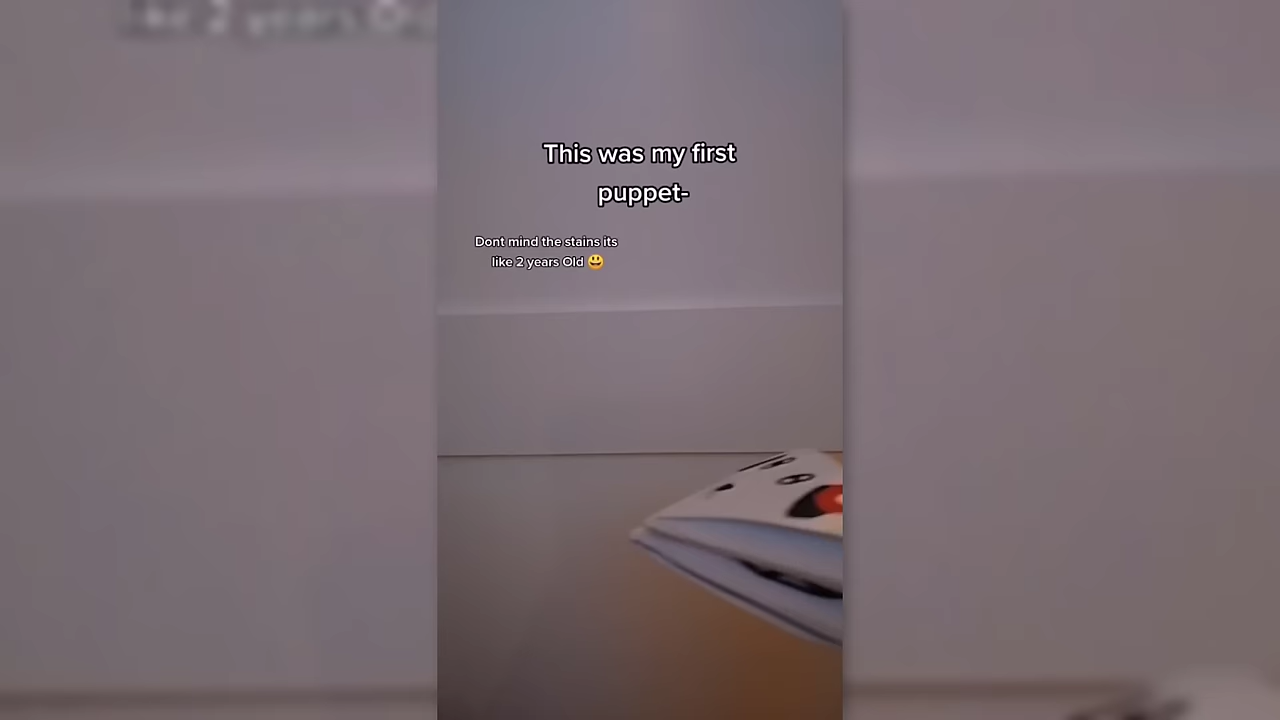 This was my first
puppet-
Dont mind the stains its
like 2 years Old 😃